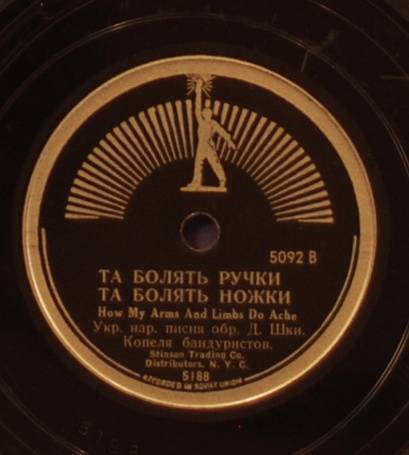 5092 B
ТА БОЛЯТЬ РУЧКИ
ТА БОЛЯТЬ НОЖКИ
How My Arms And Limbs Do Ache
Укр. нар. писня обр. Д. Шки.
Копеля бандуристов.
Stinson Trading Co.
Distributors, N. Y. C.
5188
RECORDED IN SOVIET UNION